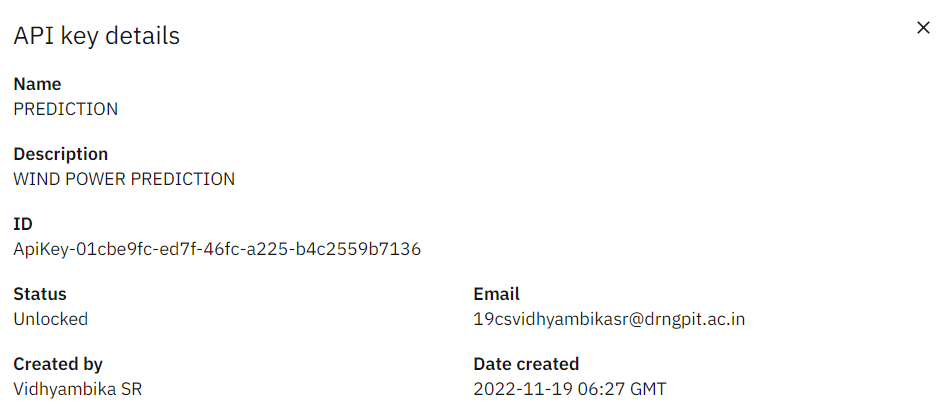 API key details
Name
PREDICTION
Description
WIND POWER PREDICTION
ID
ApiKey-01cbe9fc-ed7f-46fc-a225-b4c2559b7136
Status
Unlocked
Email
19csvidhyambikasr@drngpit.ac.in
Created by
Vidhyambika SR
Date created
2022-11-19 06:27 GMT